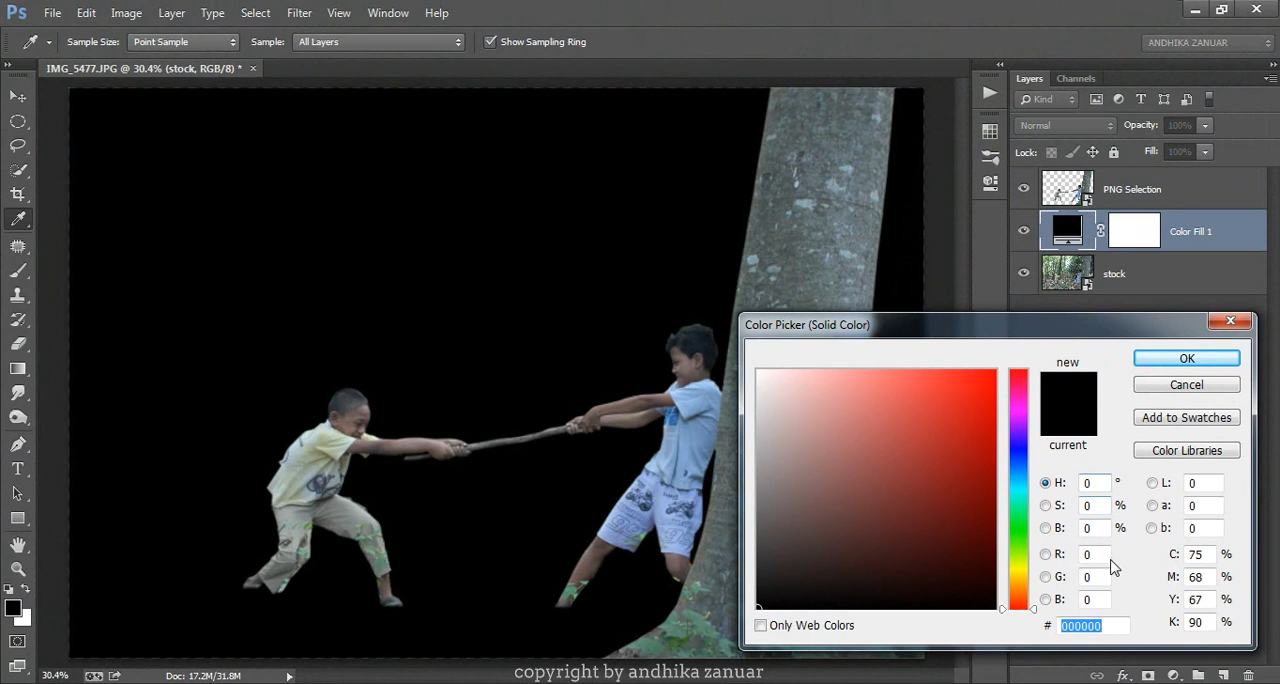 Ps File Edit Image Layer Type Select Filter View Window Help
Sample Size: Point Sample Sample: All Layers Show Sampling Ring ANDHIKA ZANUAR
IMG_5477.JPG @ 30.4% (stock, RGB/8) * ×
Layers Channels
Kind
Normal Opacity: 100%
Lock: Fill: 100%
PNG Selection
Color Fill 1
stock
Color Picker (Solid Color)
new
current
OK
Cancel
Add to Swatches
Color Libraries
H: 0 ° L: 0
S: 0 % a: 0
B: 0 % b: 0
R: 0 C: 75 %
G: 0 M: 68 %
B: 0 Y: 67 %
# 000000 K: 90 %
Only Web Colors
30.4% Doc: 17.2M/31.8M
copyright by andhika zanuar